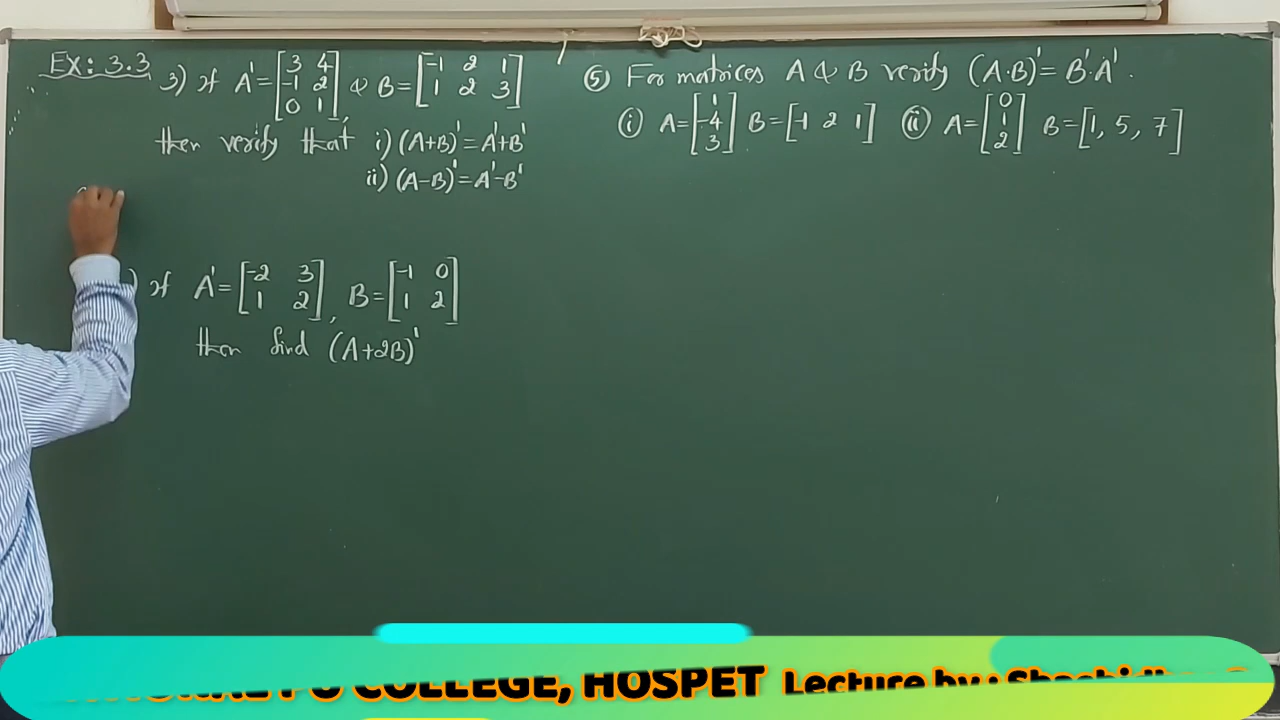 Ex: 3.3
3) If A' = [3 4; -1 2; 0 1], & B = [-1 2 1; 1 2 3]
then verify that i) (A+B)' = A'+B'
ii) (A-B)' = A'-B'
) If A' = [-2 3; 1 2], B = [-1 0; 1 2]
then find (A+2B)'
⑤ For matrices A & B verify (A·B)' = B'A'.
(i) A = [1; -4; 3] B = [-1 2 1] (ii) A = [0; 1; 2] B = [1, 5, 7]
COLLEGE, HOSPET Lecture by :